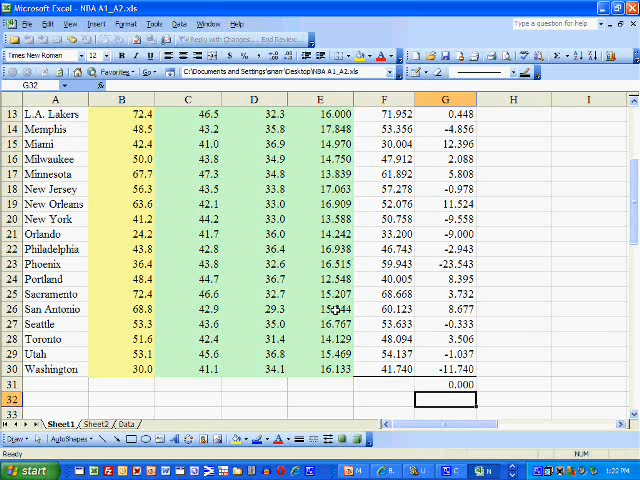 Microsoft Excel - NBA A1_A2.xls
File Edit View Insert Format Tools Data Window Help Type a question for help
Reply with Changes... End Review...
Times New Roman 12 B I U $ % ,
Favorites Go C:\Documents and Settings\snarr\Desktop\NBA A1_A2.xls
G32 fx
A B C D E F G H I
13 L.A. Lakers 72.4 46.5 32.3 16.000 71.952 0.448
14 Memphis 48.5 43.2 35.8 17.848 53.356 -4.856
15 Miami 42.4 41.0 36.9 14.970 30.004 12.396
16 Milwaukee 50.0 43.8 34.9 14.750 47.912 2.088
17 Minnesota 67.7 47.3 34.8 13.839 61.892 5.808
18 New Jersey 56.3 43.5 33.8 17.063 57.278 -0.978
19 New Orleans 63.6 42.1 33.0 16.909 52.076 11.524
20 New York 41.2 44.2 33.0 13.588 50.758 -9.558
21 Orlando 24.2 41.7 36.0 14.242 33.200 -9.000
22 Philadelphia 43.8 42.8 36.4 16.938 46.743 -2.943
23 Phoenix 36.4 43.8 32.6 16.515 59.943 -23.543
24 Portland 48.4 44.7 36.7 12.548 40.005 8.395
25 Sacramento 72.4 46.6 32.7 15.207 68.668 3.732
26 San Antonio 68.8 42.9 29.3 60.123 8.677
27 Seattle 53.3 43.6 35.0 16.767 53.633 -0.333
28 Toronto 51.6 42.4 31.4 14.129 48.094 3.506
29 Utah 53.1 45.6 36.8 15.469 54.137 -1.037
30 Washington 30.0 41.1 34.1 16.133 41.740 -11.740
31 0.000
32
33
Sheet1 Sheet2 Data
Draw AutoShapes
Ready NUM
start M B. U C N 1:22 PM